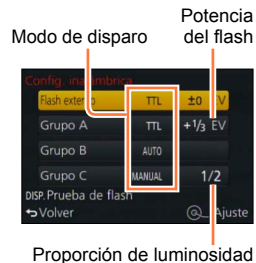 Potencia
del flash
Modo de disparo
Config. inalámbrica
Flash externo TTL ±0 EV
Grupo A TTL +1/3 EV
Grupo B AUTO
Grupo C MANUAL 1/2
DISP. Prueba de flash
Volver Ajuste
Proporción de luminosidad